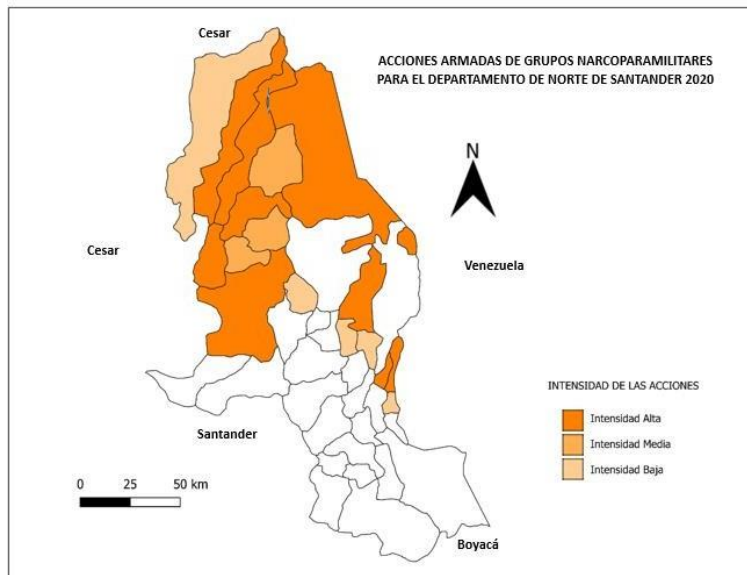 Cesar
ACCIONES ARMADAS DE GRUPOS NARCOPARAMILITARES
PARA EL DEPARTAMENTO DE NORTE DE SANTANDER 2020
N
Cesar
Venezuela
INTENSIDAD DE LAS ACCIONES
Intensidad Alta
Intensidad Media
Intensidad Baja
Santander
0 25 50 km
Boyacá